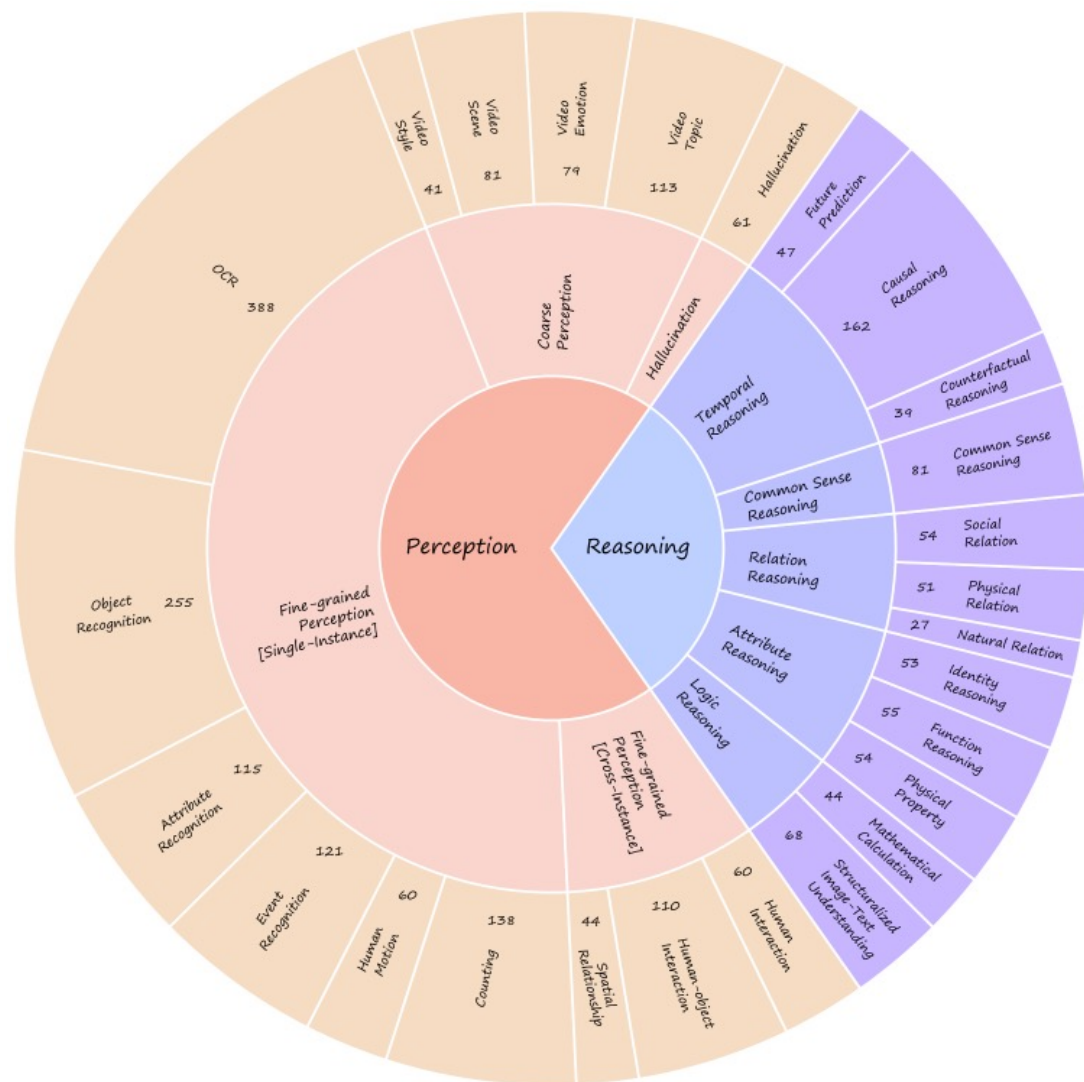 Perception
Reasoning
Coarse
Perception
Hallucination
Temporal
Reasoning
Common Sense
Reasoning
Relation
Reasoning
Attribute
Reasoning
Logic
Reasoning
Fine-grained
Perception
[Cross-Instance]
Fine-grained
Perception
[Single-Instance]
Video
Style
41
Video
Scene
81
Video
Emotion
79
Video
Topic
113
Hallucination
61
Future
Prediction
47
Causal
Reasoning
162
Counterfactual
Reasoning
39
Common Sense
Reasoning
81
Social
Relation
54
Physical
Relation
51
Natural Relation
27
Identity
Reasoning
53
Function
Reasoning
55
Physical
Property
54
Mathematical
Calculation
44
Structuralized
Image-Text
Understanding
68
Human
Interaction
60
Human-object
Interaction
110
Spatial
Relationship
44
Counting
138
Human
Motion
60
Event
Recognition
121
Attribute
Recognition
115
Object
Recognition
255
OCR
388